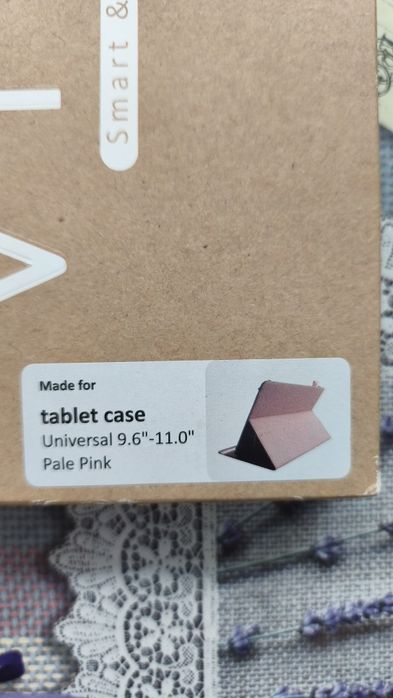 Smart &
Made for
tablet case
Universal 9.6"-11.0"
Pale Pink